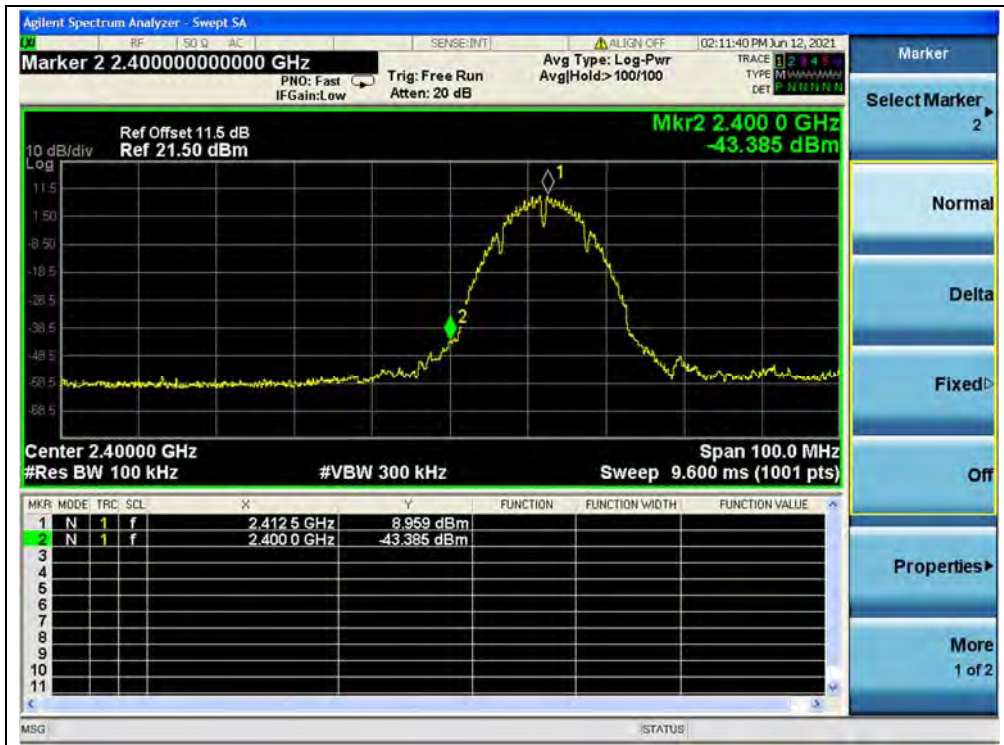 Agilent Spectrum Analyzer - Swept SA
LXI RF 50 Ω AC SENSE:INT ALIGN OFF 02:11:40 PM Jun 12, 2021
Marker 2 2.400000000000 GHz
PNO: Fast
IFGain:Low
Trig: Free Run
Atten: 20 dB
Avg Type: Log-Pwr
Avg|Hold:> 100/100
TRACE 1 2 3 4 5 6
TYPE M
DET P N N N N N
Mkr2 2.400 0 GHz
-43.385 dBm
Ref Offset 11.5 dB
10 dB/div Ref 21.50 dBm
Log
11.5
1.50
-8.50
-18.5
-28.5
-38.5
-48.5
-58.5
-68.5
1
2
Center 2.40000 GHz Span 100.0 MHz
#Res BW 100 kHz #VBW 300 kHz Sweep 9.600 ms (1001 pts)
MKR MODE TRC SCL X Y FUNCTION FUNCTION WIDTH FUNCTION VALUE
1 N 1 f 2.412 5 GHz 8.959 dBm
2 N 1 f 2.400 0 GHz -43.385 dBm
3
4
5
6
7
8
9
10
11
MSG STATUS
Marker
Select Marker
2
Normal
Delta
Fixed
Off
Properties
More
1 of 2